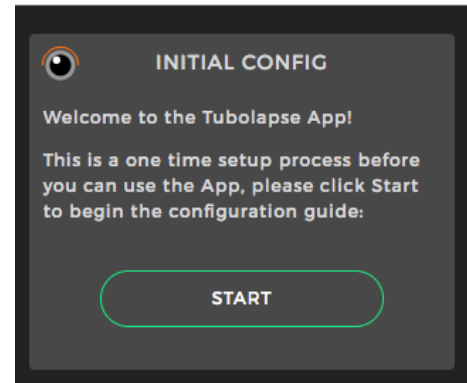 INITIAL CONFIG
Welcome to the Tubolapse App!
This is a one time setup process before
you can use the App, please click Start
to begin the configuration guide:
START